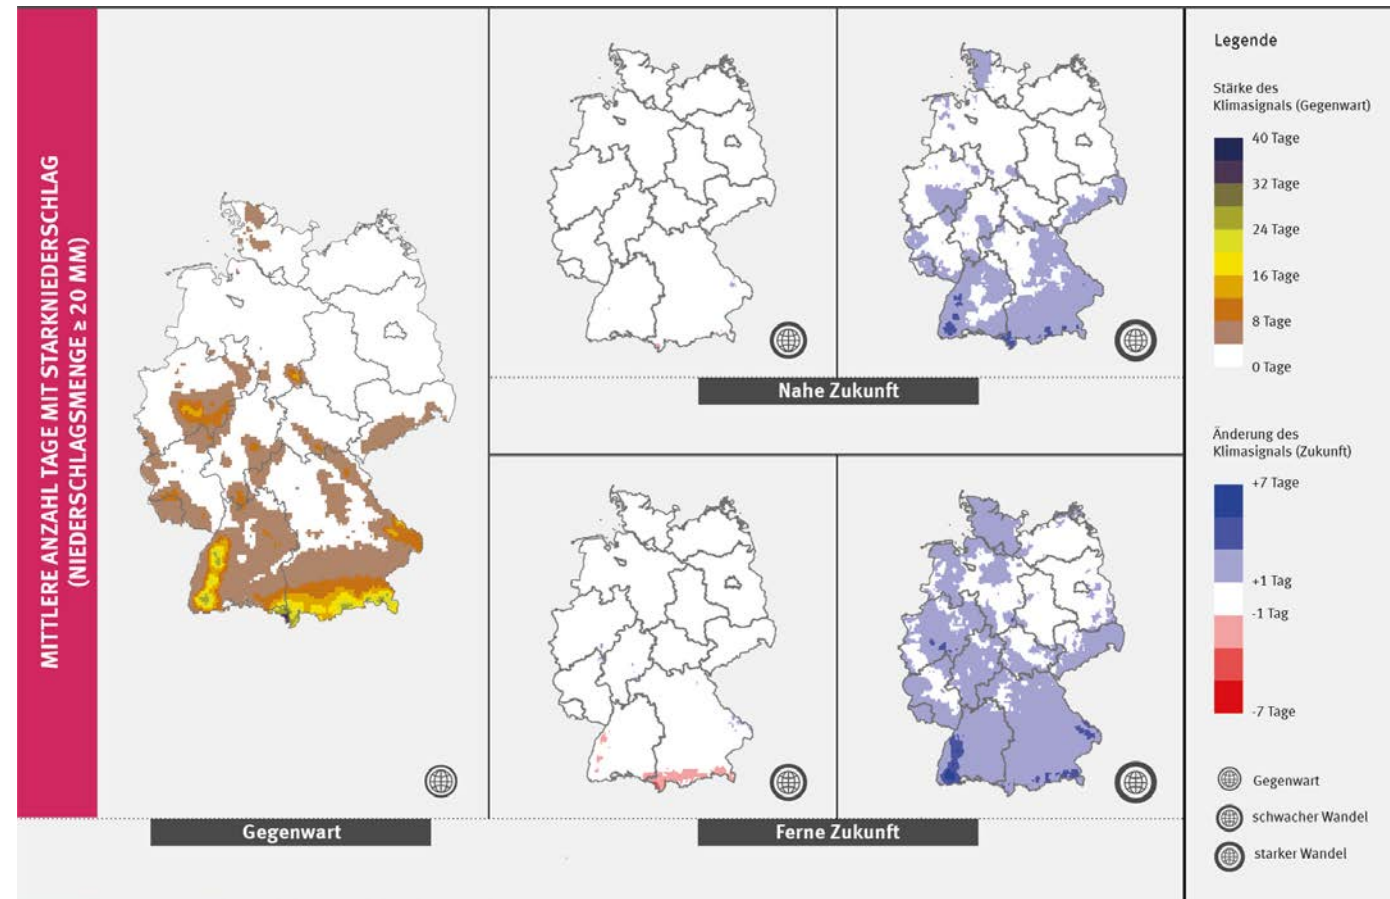 MITTLERE ANZAHL TAGE MIT STARKNIEDERSCHLAG
(NIEDERSCHLAGSMENGE ≥ 20 MM)
Gegenwart
Nahe Zukunft
Ferne Zukunft
Legende
Stärke des
Klimasignals (Gegenwart)
40 Tage
32 Tage
24 Tage
16 Tage
8 Tage
0 Tage
Änderung des
Klimasignals (Zukunft)
+7 Tage
+1 Tag
-1 Tag
-7 Tage
Gegenwart
schwacher Wandel
starker Wandel